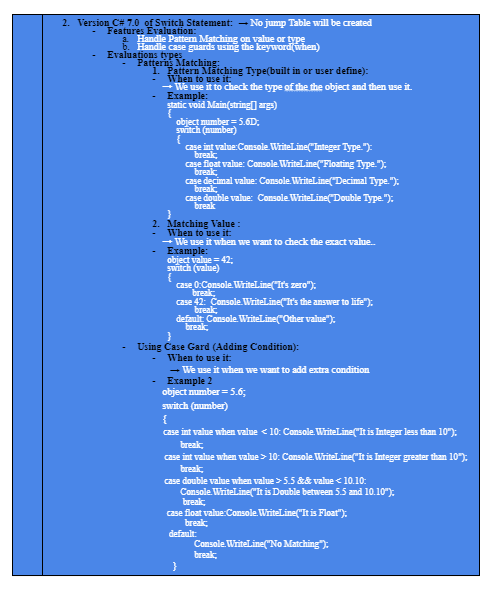 2. Version C# 7.0 of Switch Statement: → No jump Table will be created
- Features Evaluation:
a. Handle Pattern Matching on value or type
b. Handle case guards using the keyword(when)
- Evaluations types
- Patterns Matching:
1. Pattern Matching Type(built in or user define):
- When to use it:
→ We use it to check the type of the the object and then use it.
- Example:
static void Main(string[] args)
{
object number = 5.6D;
switch (number)
{
case int value:Console.WriteLine("Integer Type."):
break;
case float value: Console.WriteLine("Floating Type.");
break;
case decimal value: Console.WriteLine("Decimal Type.");
break;
case double value: Console.WriteLine("Double Type.");
break
}
2. Matching Value :
- When to use it:
→ We use it when we want to check the exact value..
- Example:
object value = 42;
switch (value)
{
case 0:Console.WriteLine("It's zero");
break;
case 42: Console.WriteLine("It's the answer to life");
break;
default: Console.WriteLine("Other value");
break;
}
- Using Case Gard (Adding Condition):
- When to use it:
→ We use it when we want to add extra condition
- Example 2
object number = 5.6;
switch (number)
{
case int value when value < 10: Console.WriteLine("It is Integer less than 10");
break;
case int value when value > 10: Console.WriteLine("It is Integer greater than 10");
break;
case double value when value > 5.5 && value < 10.10:
Console.WriteLine("It is Double between 5.5 and 10.10");
break;
case float value:Console.WriteLine("It is Float");
break;
default:
Console.WriteLine("No Matching");
break;
}